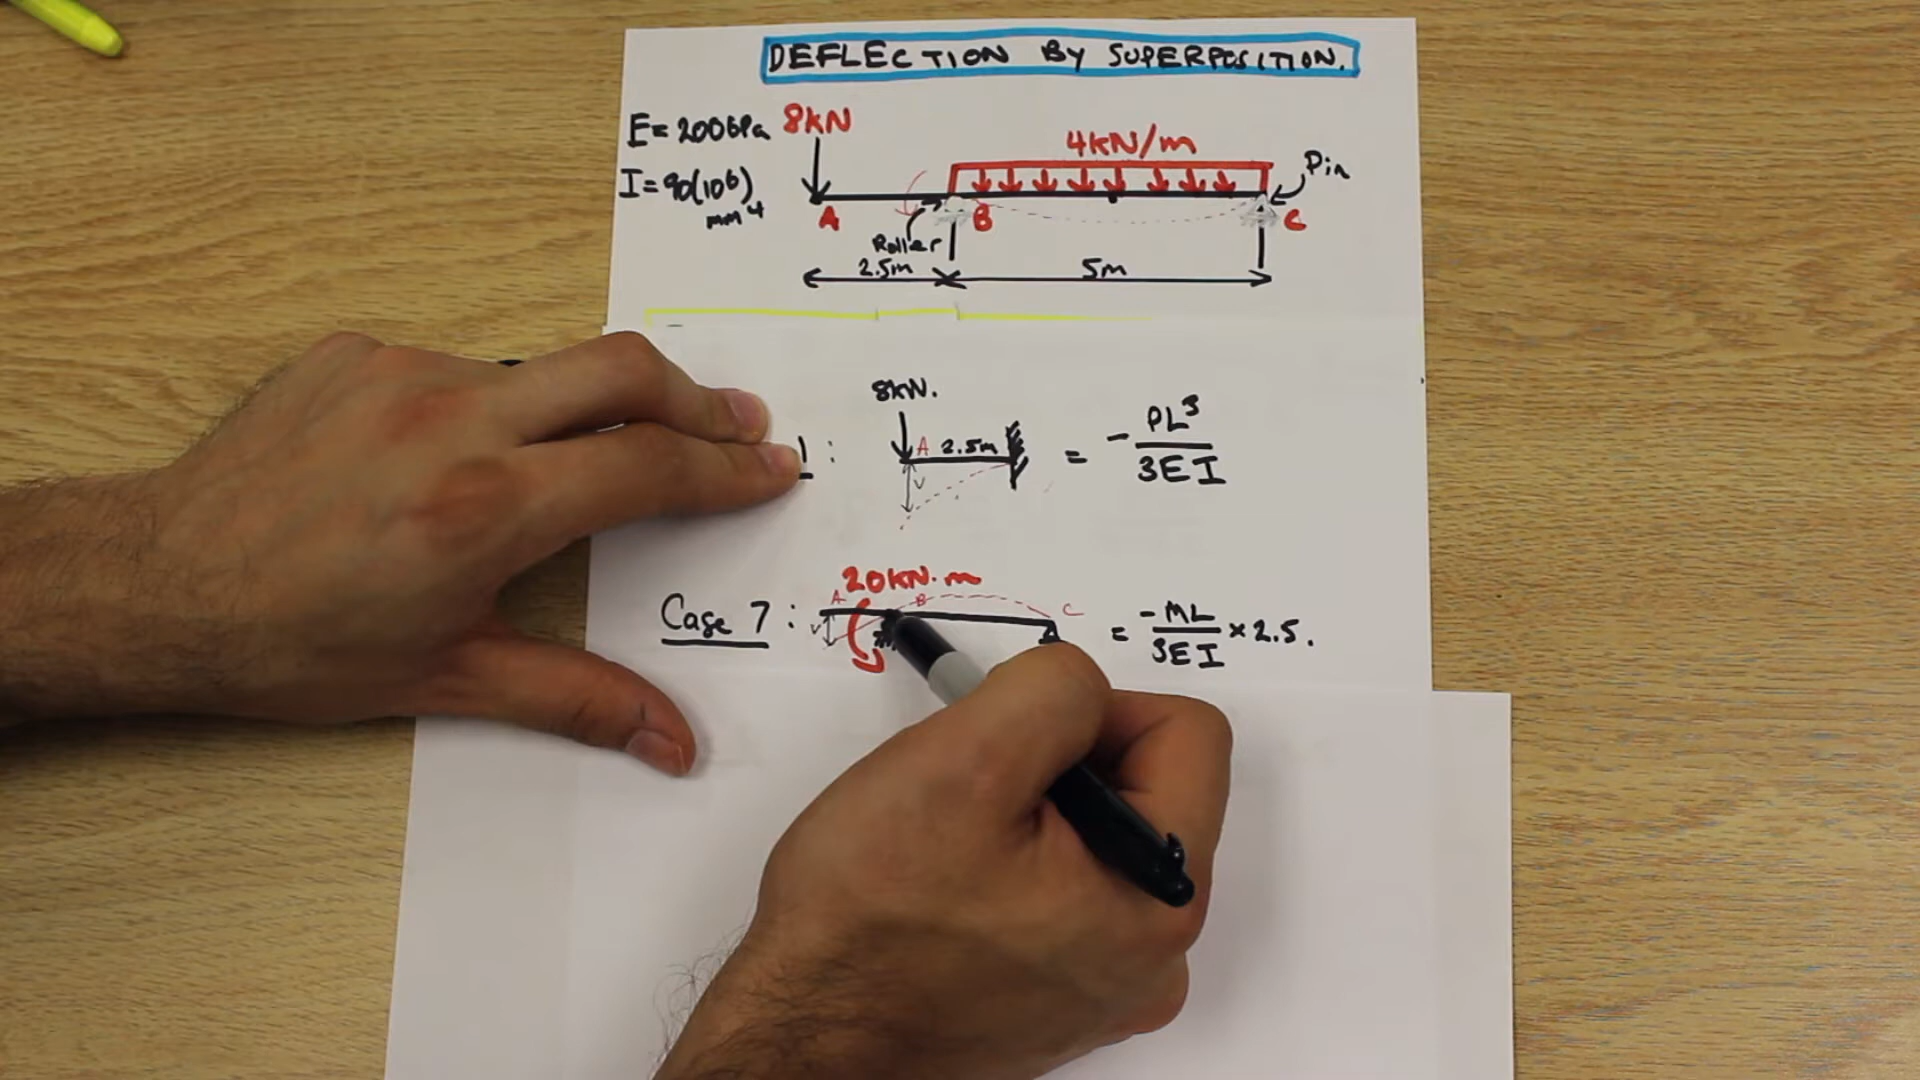 DEFLECTION BY SUPERPOSITION.
E = 200GPa
8kN
4kN/m
Pin
I = 90(10⁶)
mm⁴
A
B
C
Roller
2.5m
5m
8kN.
1 :
A 2.5m
= - PL³ / 3EI
V
20kN.m
Case 7 :
A
B
C
V
= -ML / 3EI × 2.5.